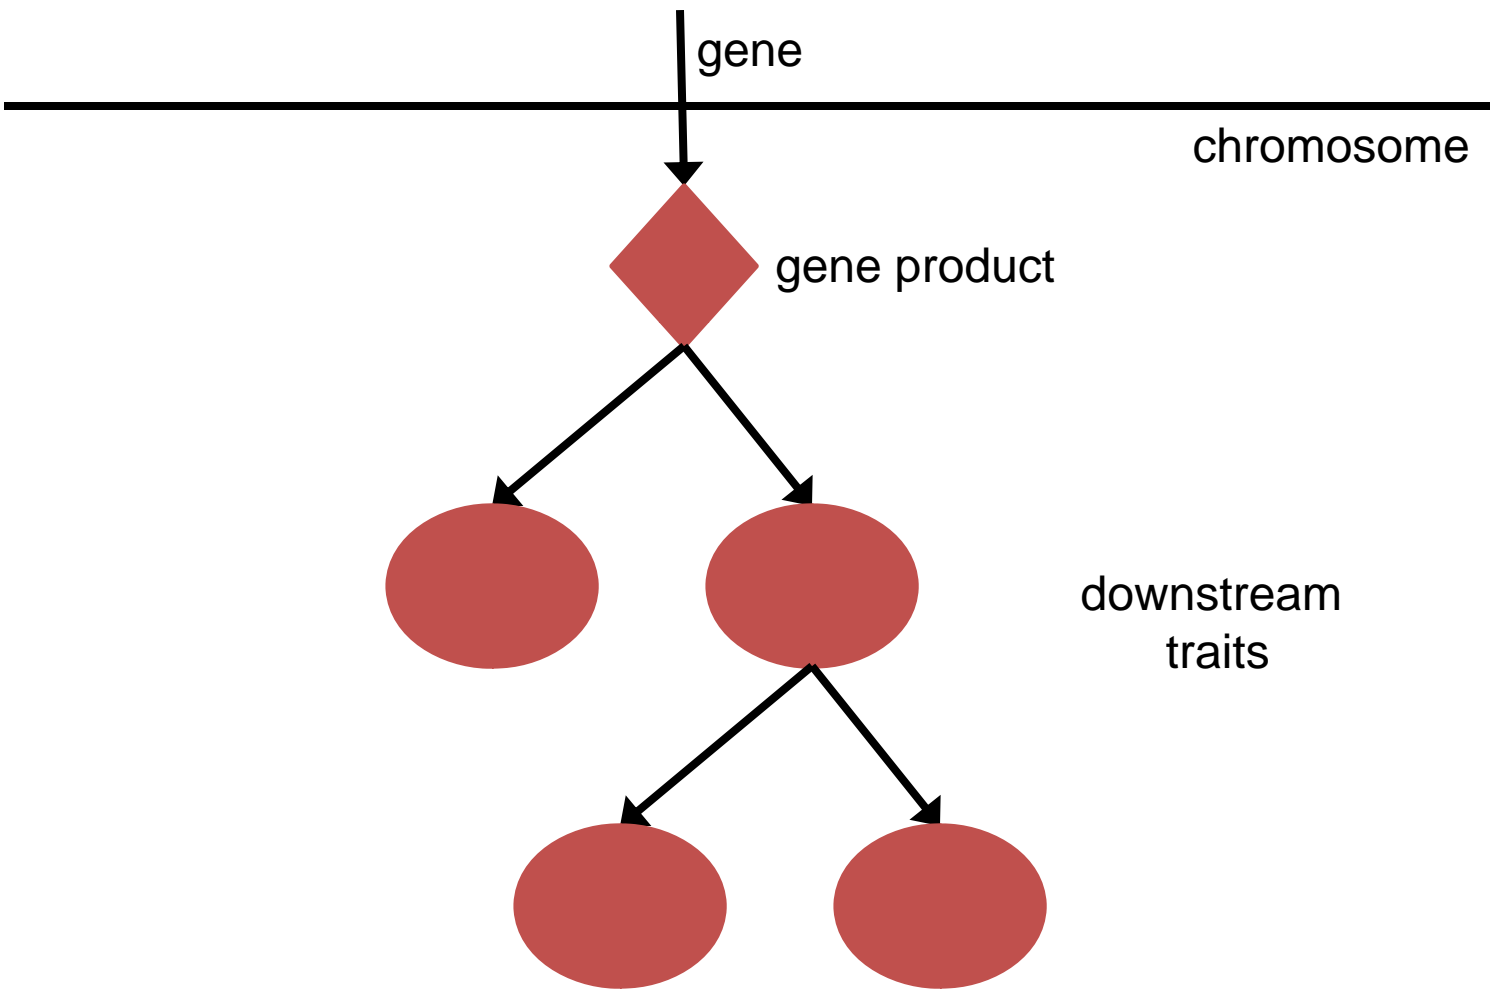 gene
chromosome
gene product
downstream
traits